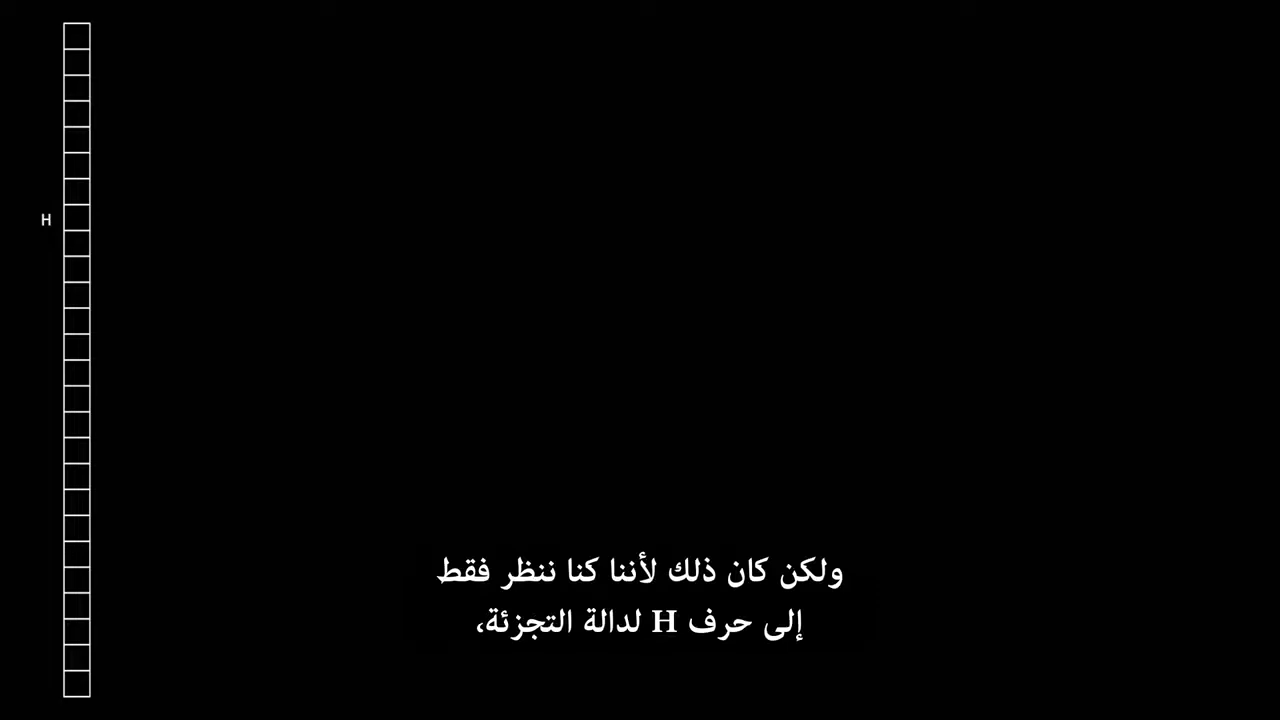 H
ولكن كان ذلك لأننا كنا ننظر فقط
إلى حرف H لدالة التجزئة،